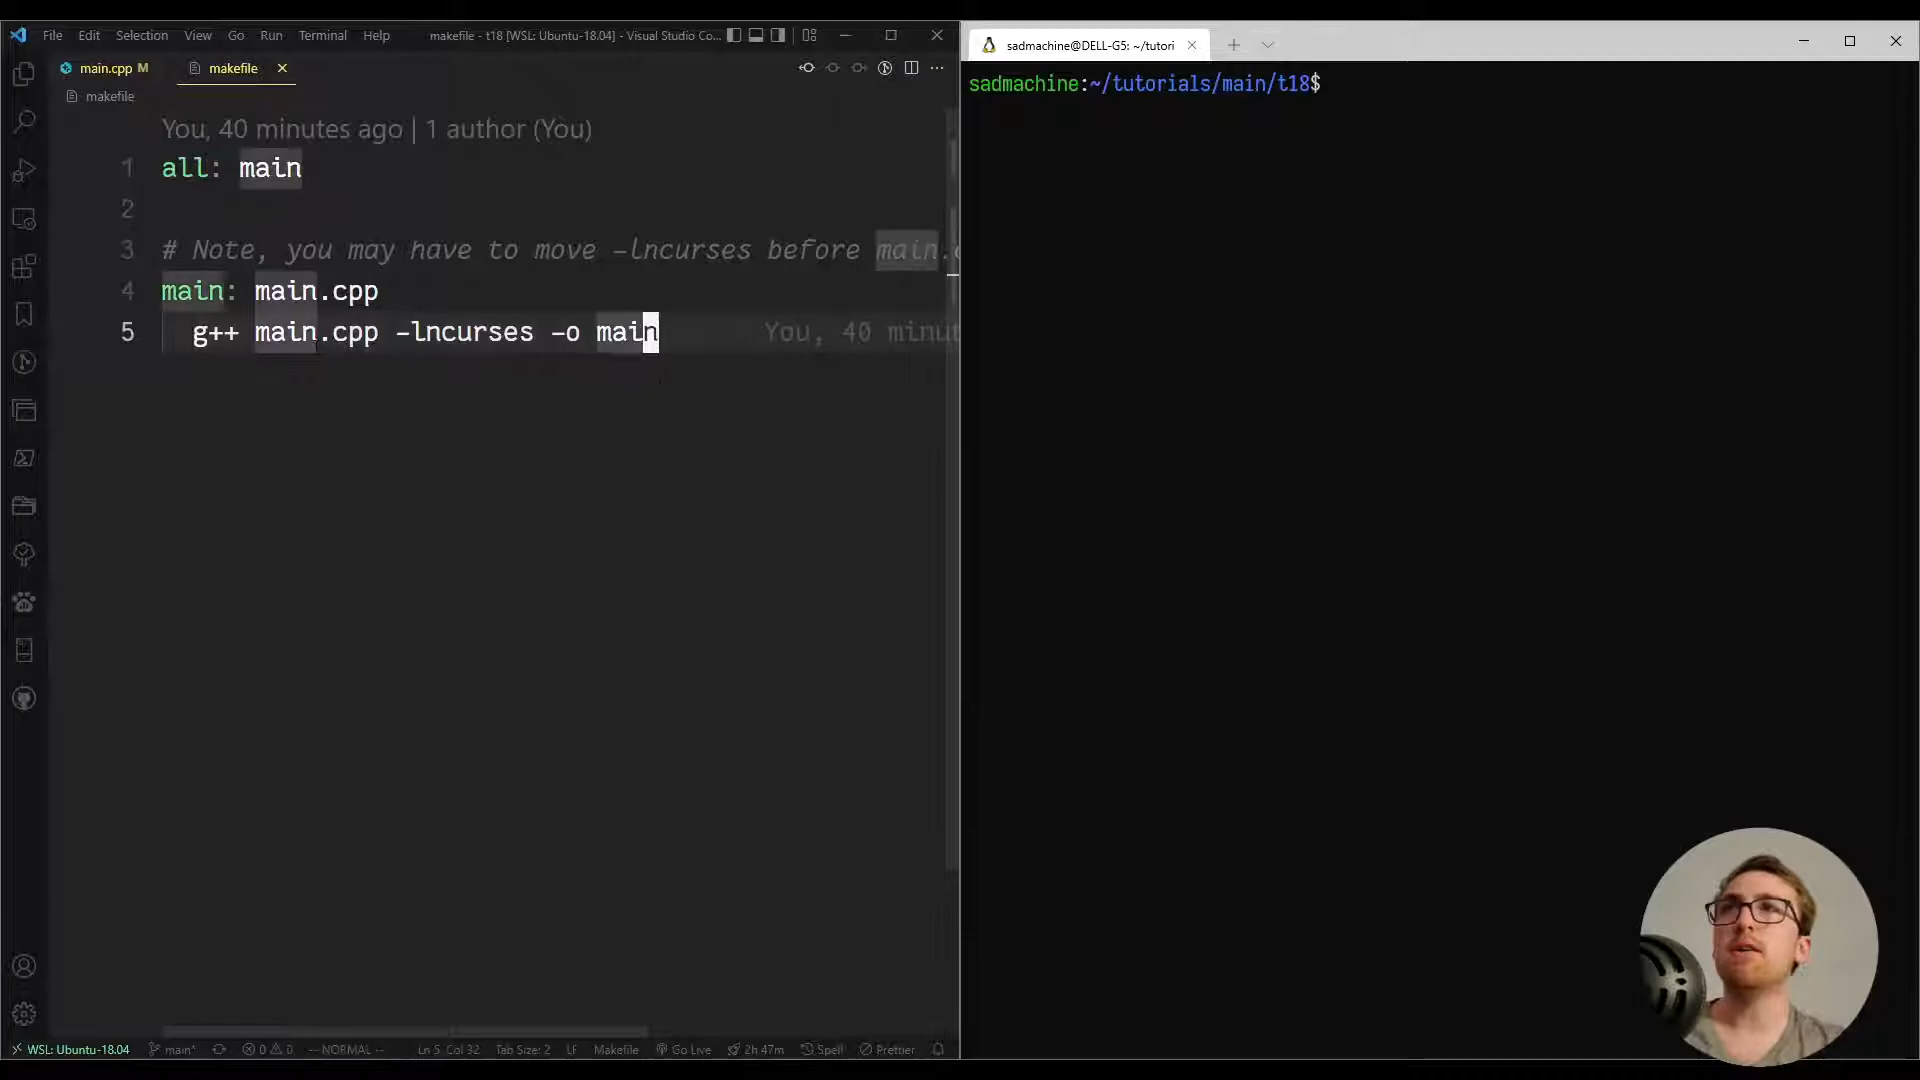 File Edit Selection View Go Run Terminal Help makefile - t18 [WSL: Ubuntu-18.04] - Visual Studio Co...
main.cpp M makefile
makefile
You, 40 minutes ago | 1 author (You)
1 all: main
2
3 # Note, you may have to move -lncurses before main.
4 main: main.cpp
5 g++ main.cpp -lncurses -o main You, 40 minut
WSL: Ubuntu-18.04 main* 0 0 -- NORMAL -- Ln 5, Col 32 Tab Size: 2 LF Makefile Go Live 2h 47m Spell Prettier
sadmachine@DELL-G5: ~/tutori
sadmachine:~/tutorials/main/t18$